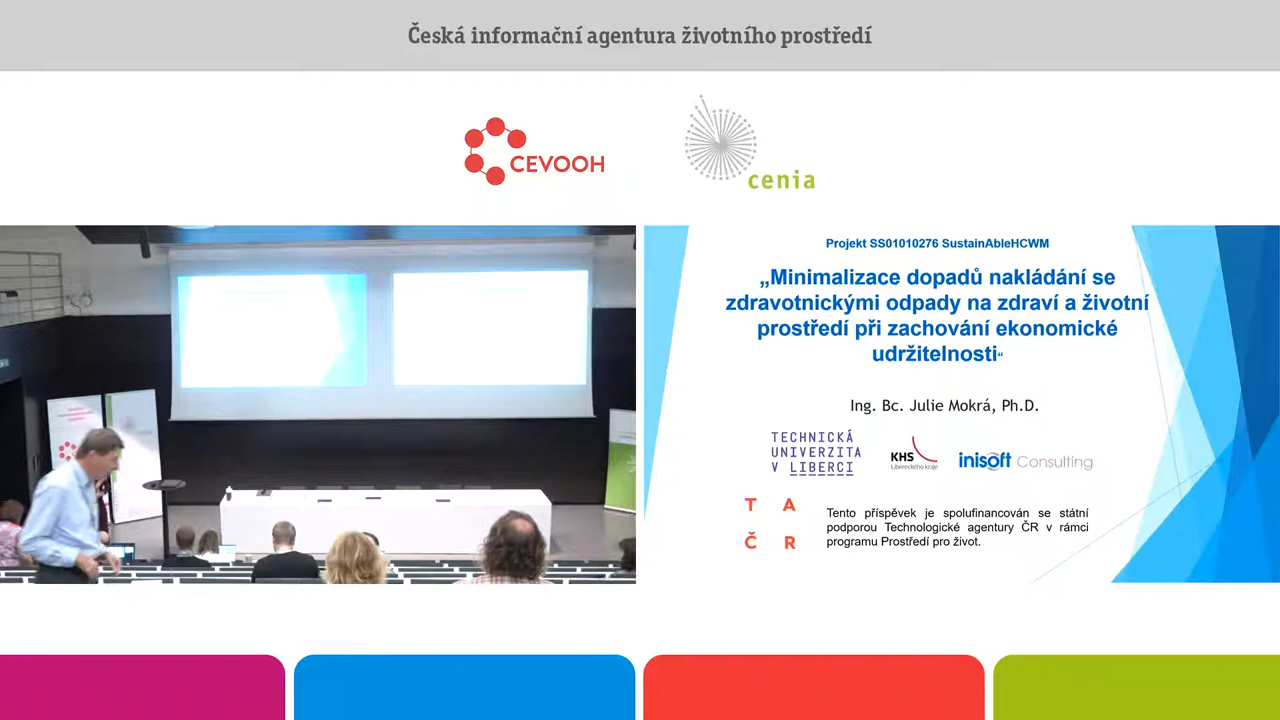 Česká informační agentura životního prostředí
CEVOOH
cenia
Projekt SS01010276 SustainAbleHCWM
„Minimalizace dopadů nakládání se
zdravotnickými odpady na zdraví a životní
prostředí při zachování ekonomické
udržitelnosti“
Ing. Bc. Julie Mokrá, Ph.D.
TECHNICKÁ
UNIVERZITA
V LIBERCI
KHS
Libereckého kraje
inisoft Consulting
T A
Č R
Tento příspěvek je spolufinancován se státní
podporou Technologické agentury ČR v rámci
programu Prostředí pro život.